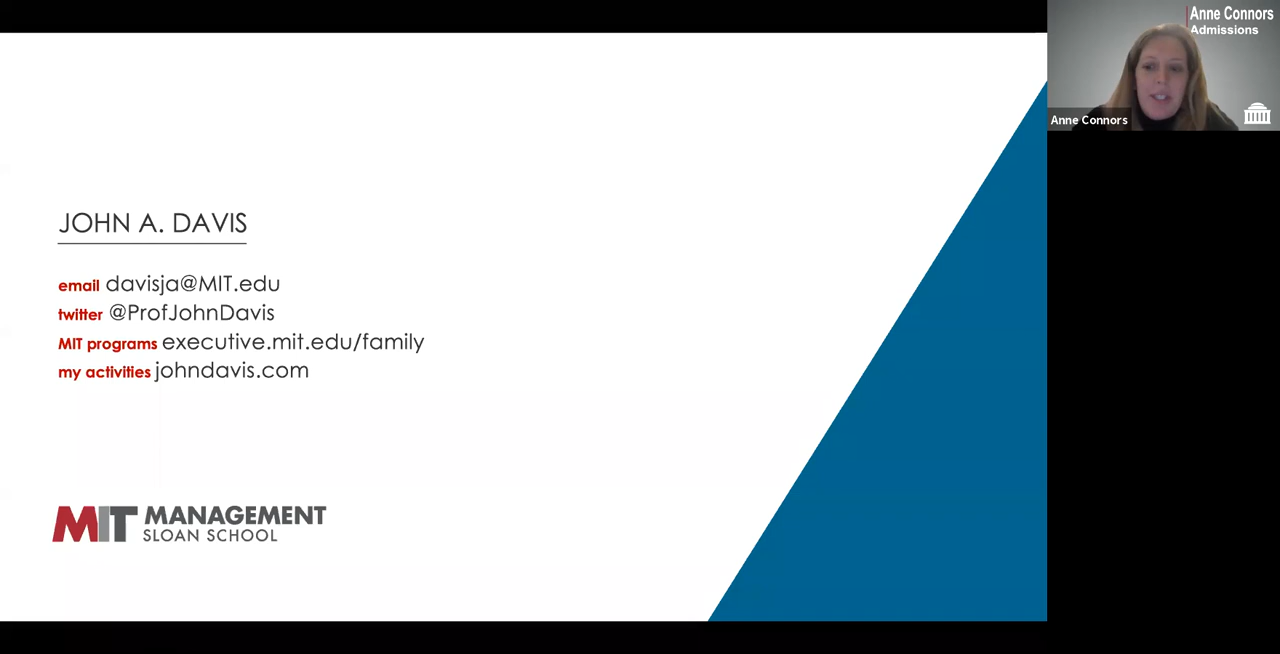 JOHN A. DAVIS
email davisja@MIT.edu
twitter @ProfJohnDavis
MIT programs executive.mit.edu/family
my activities johndavis.com
MIT MANAGEMENT
SLOAN SCHOOL
Anne Connors
Admissions
Anne Connors